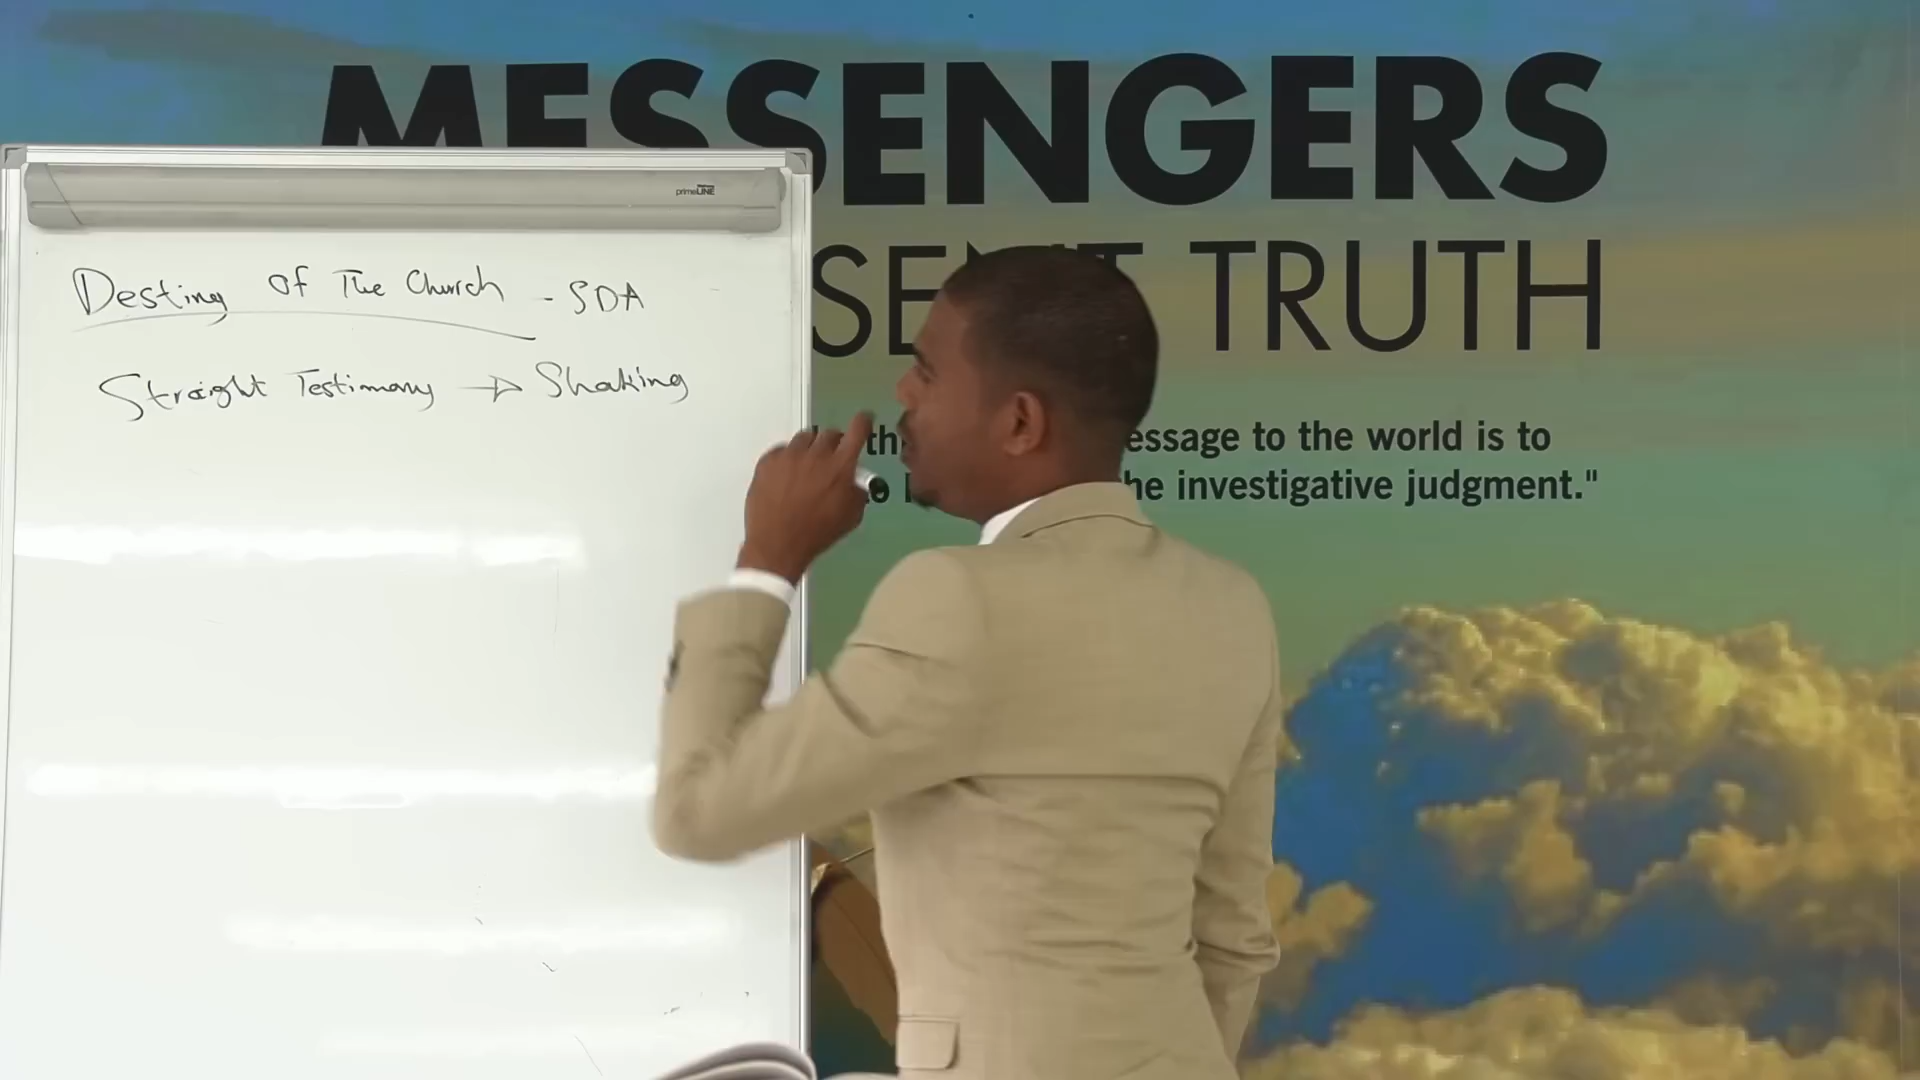 MESSENGERS
SENT TRUTH
primeLINE
Destiny Of The Church - SDA
Straight Testimony → Shaking
essage to the world is to
he investigative judgment."